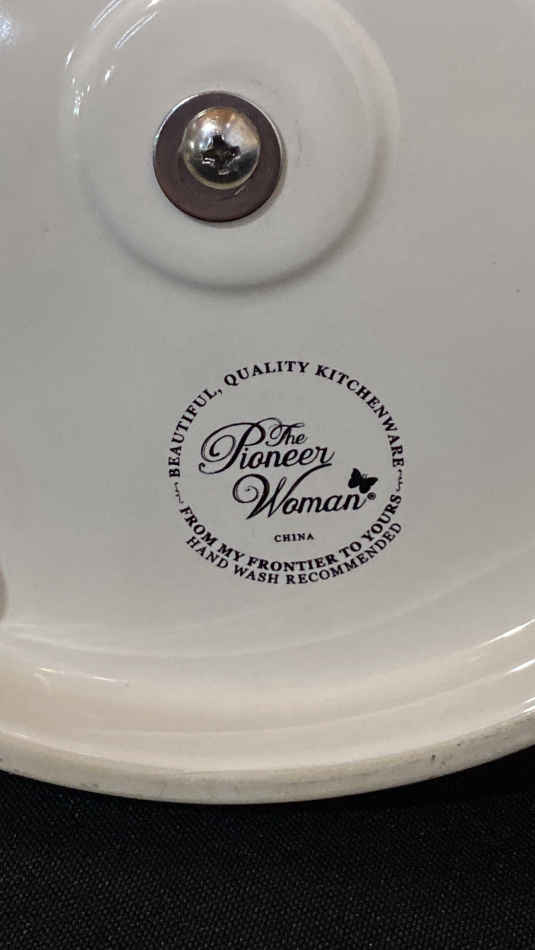 BEAUTIFUL, QUALITY KITCHENWARE
The
Pioneer
Woman®
CHINA
FROM MY FRONTIER TO YOURS
HAND WASH RECOMMENDED